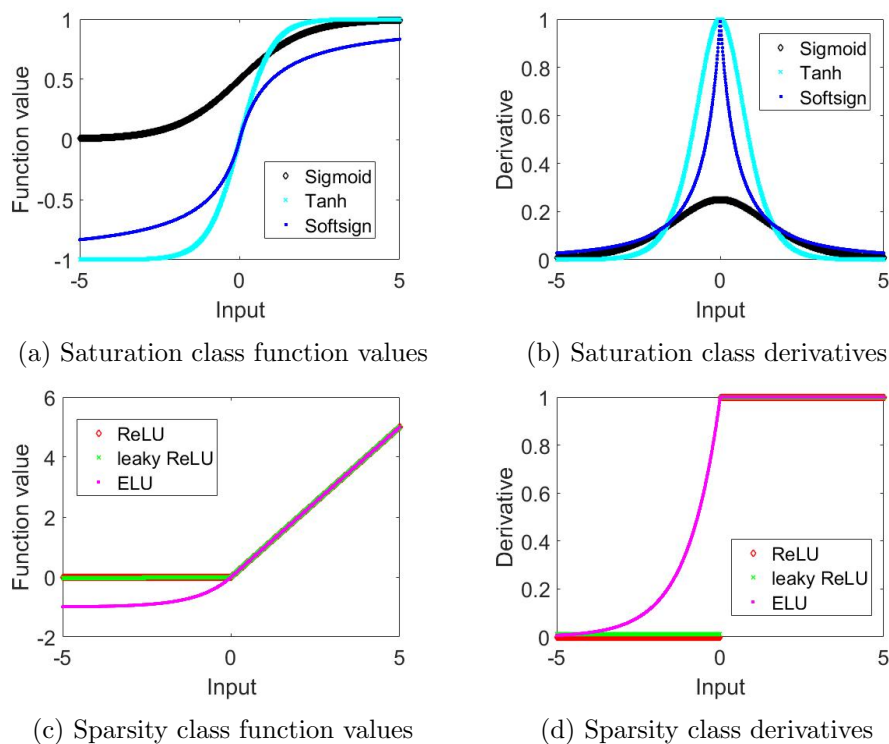 1
0.5
0
-0.5
-1
Function value
-5
0
5
Input
Sigmoid
Tanh
Softsign
(a) Saturation class function values
1
0.8
0.6
0.4
0.2
0
Derivative
-5
0
5
Input
Sigmoid
Tanh
Softsign
(b) Saturation class derivatives
6
4
2
0
-2
Function value
-5
0
5
Input
ReLU
leaky ReLU
ELU
(c) Sparsity class function values
1
0.8
0.6
0.4
0.2
0
Derivative
-5
0
5
Input
ReLU
leaky ReLU
ELU
(d) Sparsity class derivatives